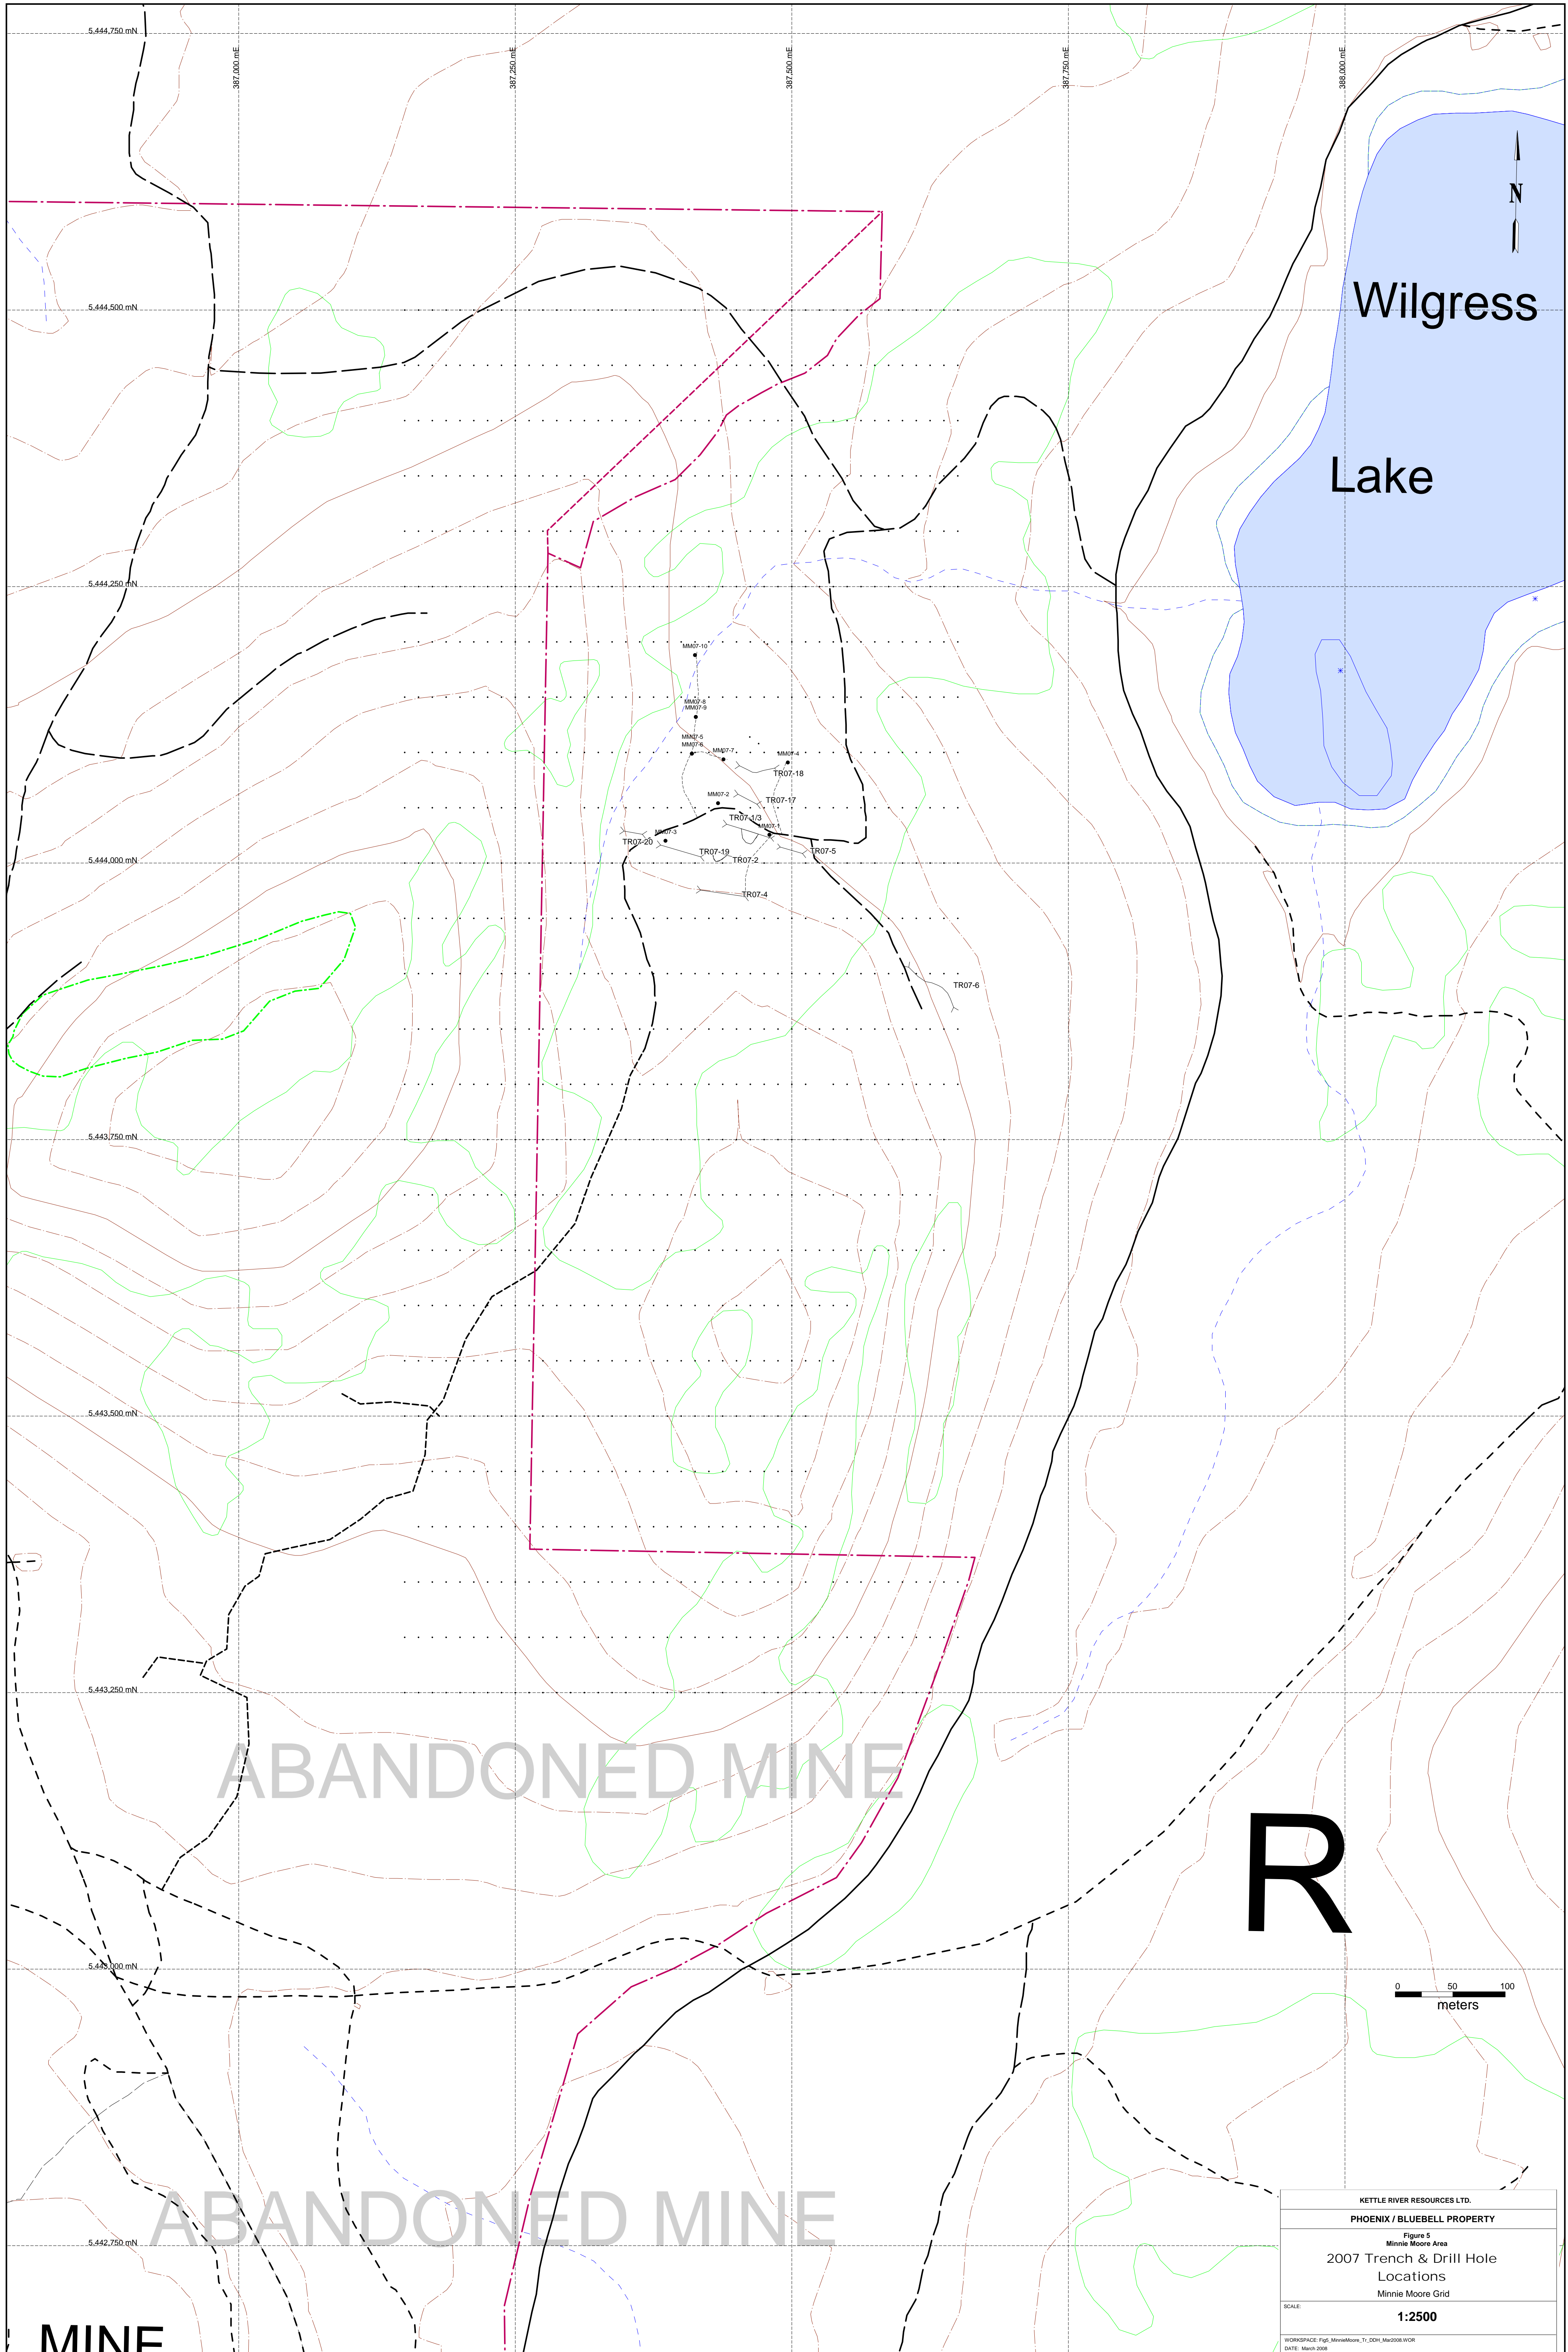 5,444,750 mN
387,000 mE
387,250 mE
387,500 mE
387,750 mE
388,000 mE
N
Wilgress
5,444,500 mN
Lake
5,444,250 mN
MM07-10
MM07-8
MM07-9
MM07-5
MM07-6
MM07-7
MM07-4
TR07-18
MM07-2
TR07-17
TR07-1/3
MM07-1
MM07-3
TR07-20
TR07-19
TR07-2
TR07-5
5,444,000 mN
TR07-4
TR07-6
5,443,750 mN
5,443,500 mN
5,443,250 mN
ABANDONED MINE
R
5,443,000 mN
0 50 100
meters
ABANDONED MINE
5,442,750 mN
MINE
KETTLE RIVER RESOURCES LTD.
PHOENIX / BLUEBELL PROPERTY
Figure 5
Minnie Moore Area
2007 Trench & Drill Hole
Locations
Minnie Moore Grid
SCALE:
1:2500
WORKSPACE: Fig5_MinnieMoore_Tr_DDH_Mar2008.WOR
DATE: March 2008